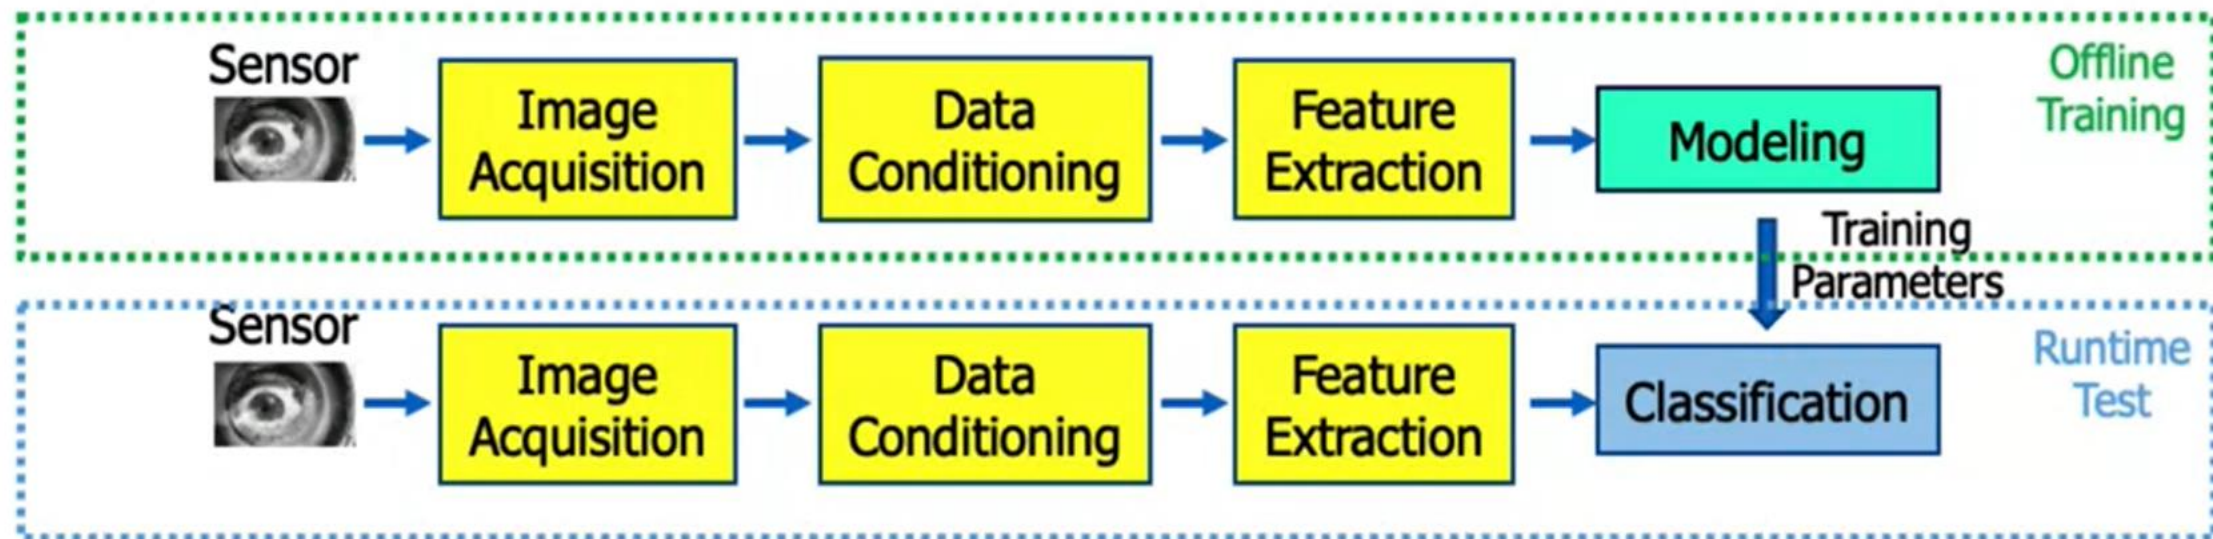 Sensor
Image
Acquisition
Data
Conditioning
Feature
Extraction
Modeling
Offline
Training
Training
Parameters
Sensor
Image
Acquisition
Data
Conditioning
Feature
Extraction
Classification
Runtime
Test